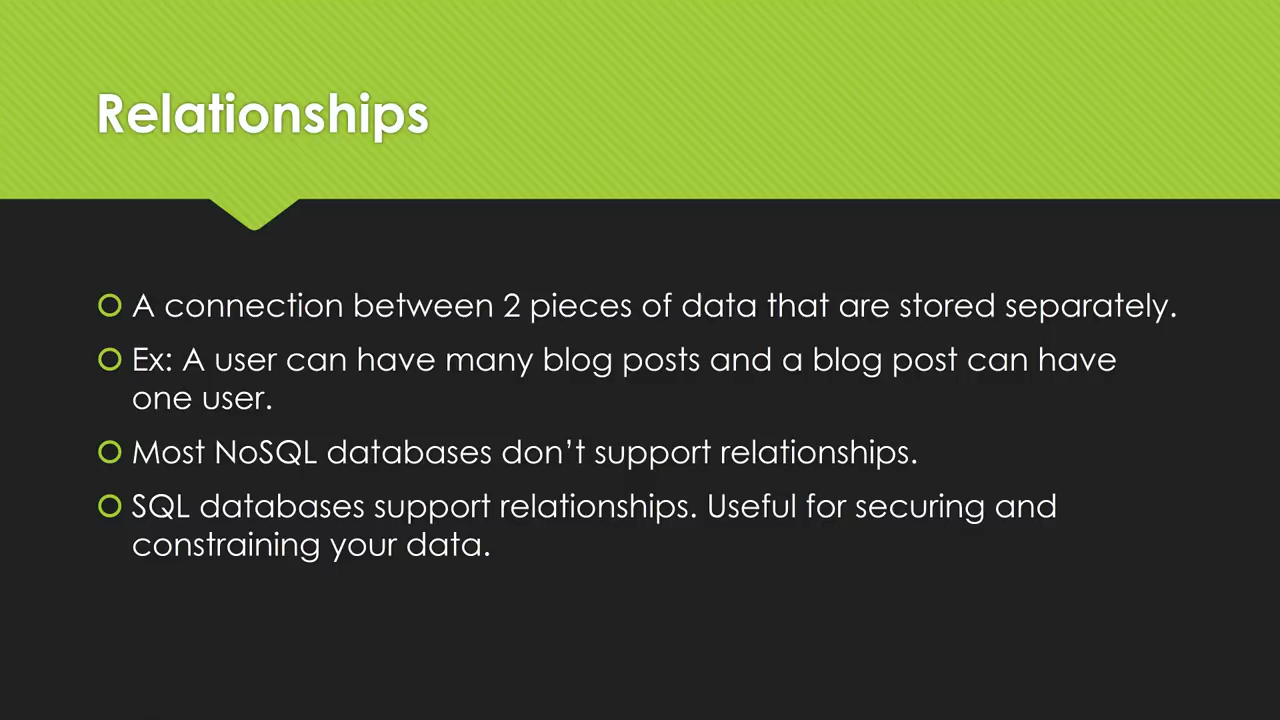 Relationships
A connection between 2 pieces of data that are stored separately.
Ex: A user can have many blog posts and a blog post can have
one user.
Most NoSQL databases don’t support relationships.
SQL databases support relationships. Useful for securing and
constraining your data.